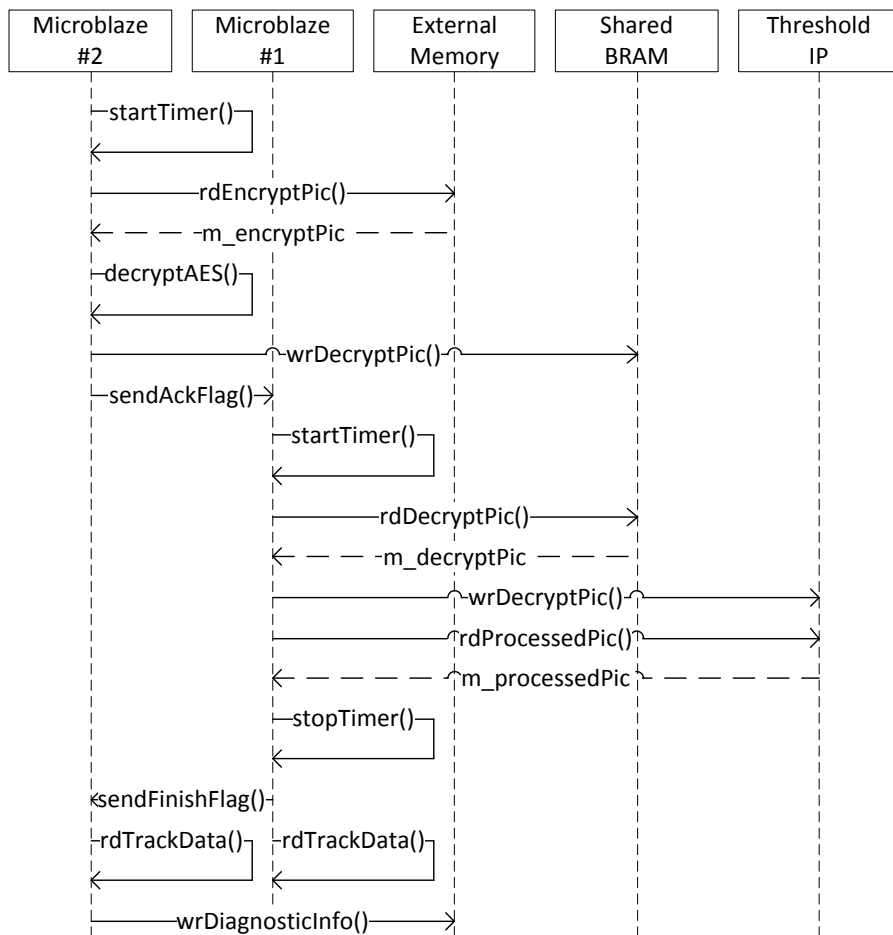 Microblaze
#2
Microblaze
#1
External
Memory
Shared
BRAM
Threshold
IP
startTimer()
rdEncryptPic()
m_encryptPic
decryptAES()
wrDecryptPic()
sendAckFlag()
startTimer()
rdDecryptPic()
m_decryptPic
wrDecryptPic()
rdProcessedPic()
m_processedPic
stopTimer()
sendFinishFlag()
rdTrackData()
rdTrackData()
wrDiagnosticInfo()